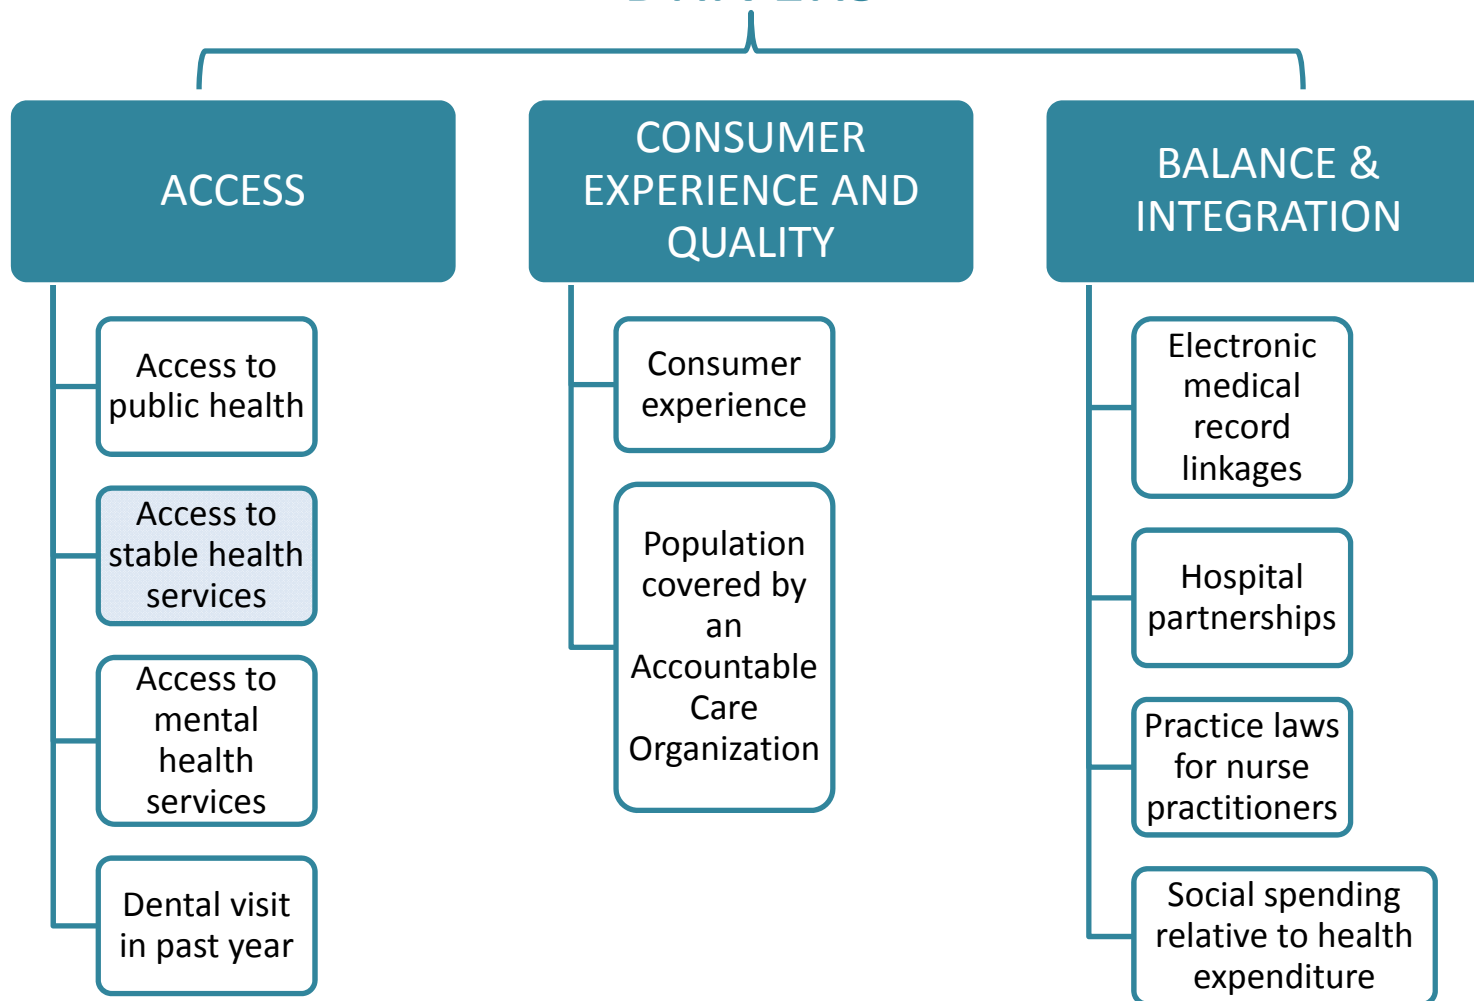 DRIVERS
ACCESS
Access to
public health
Access to
stable health
services
Access to
mental
health
services
Dental visit
in past year
CONSUMER
EXPERIENCE AND
QUALITY
Consumer
experience
Population
covered by
an
Accountable
Care
Organization
BALANCE &
INTEGRATION
Electronic
medical
record
linkages
Hospital
partnerships
Practice laws
for nurse
practitioners
Social spending
relative to health
expenditure